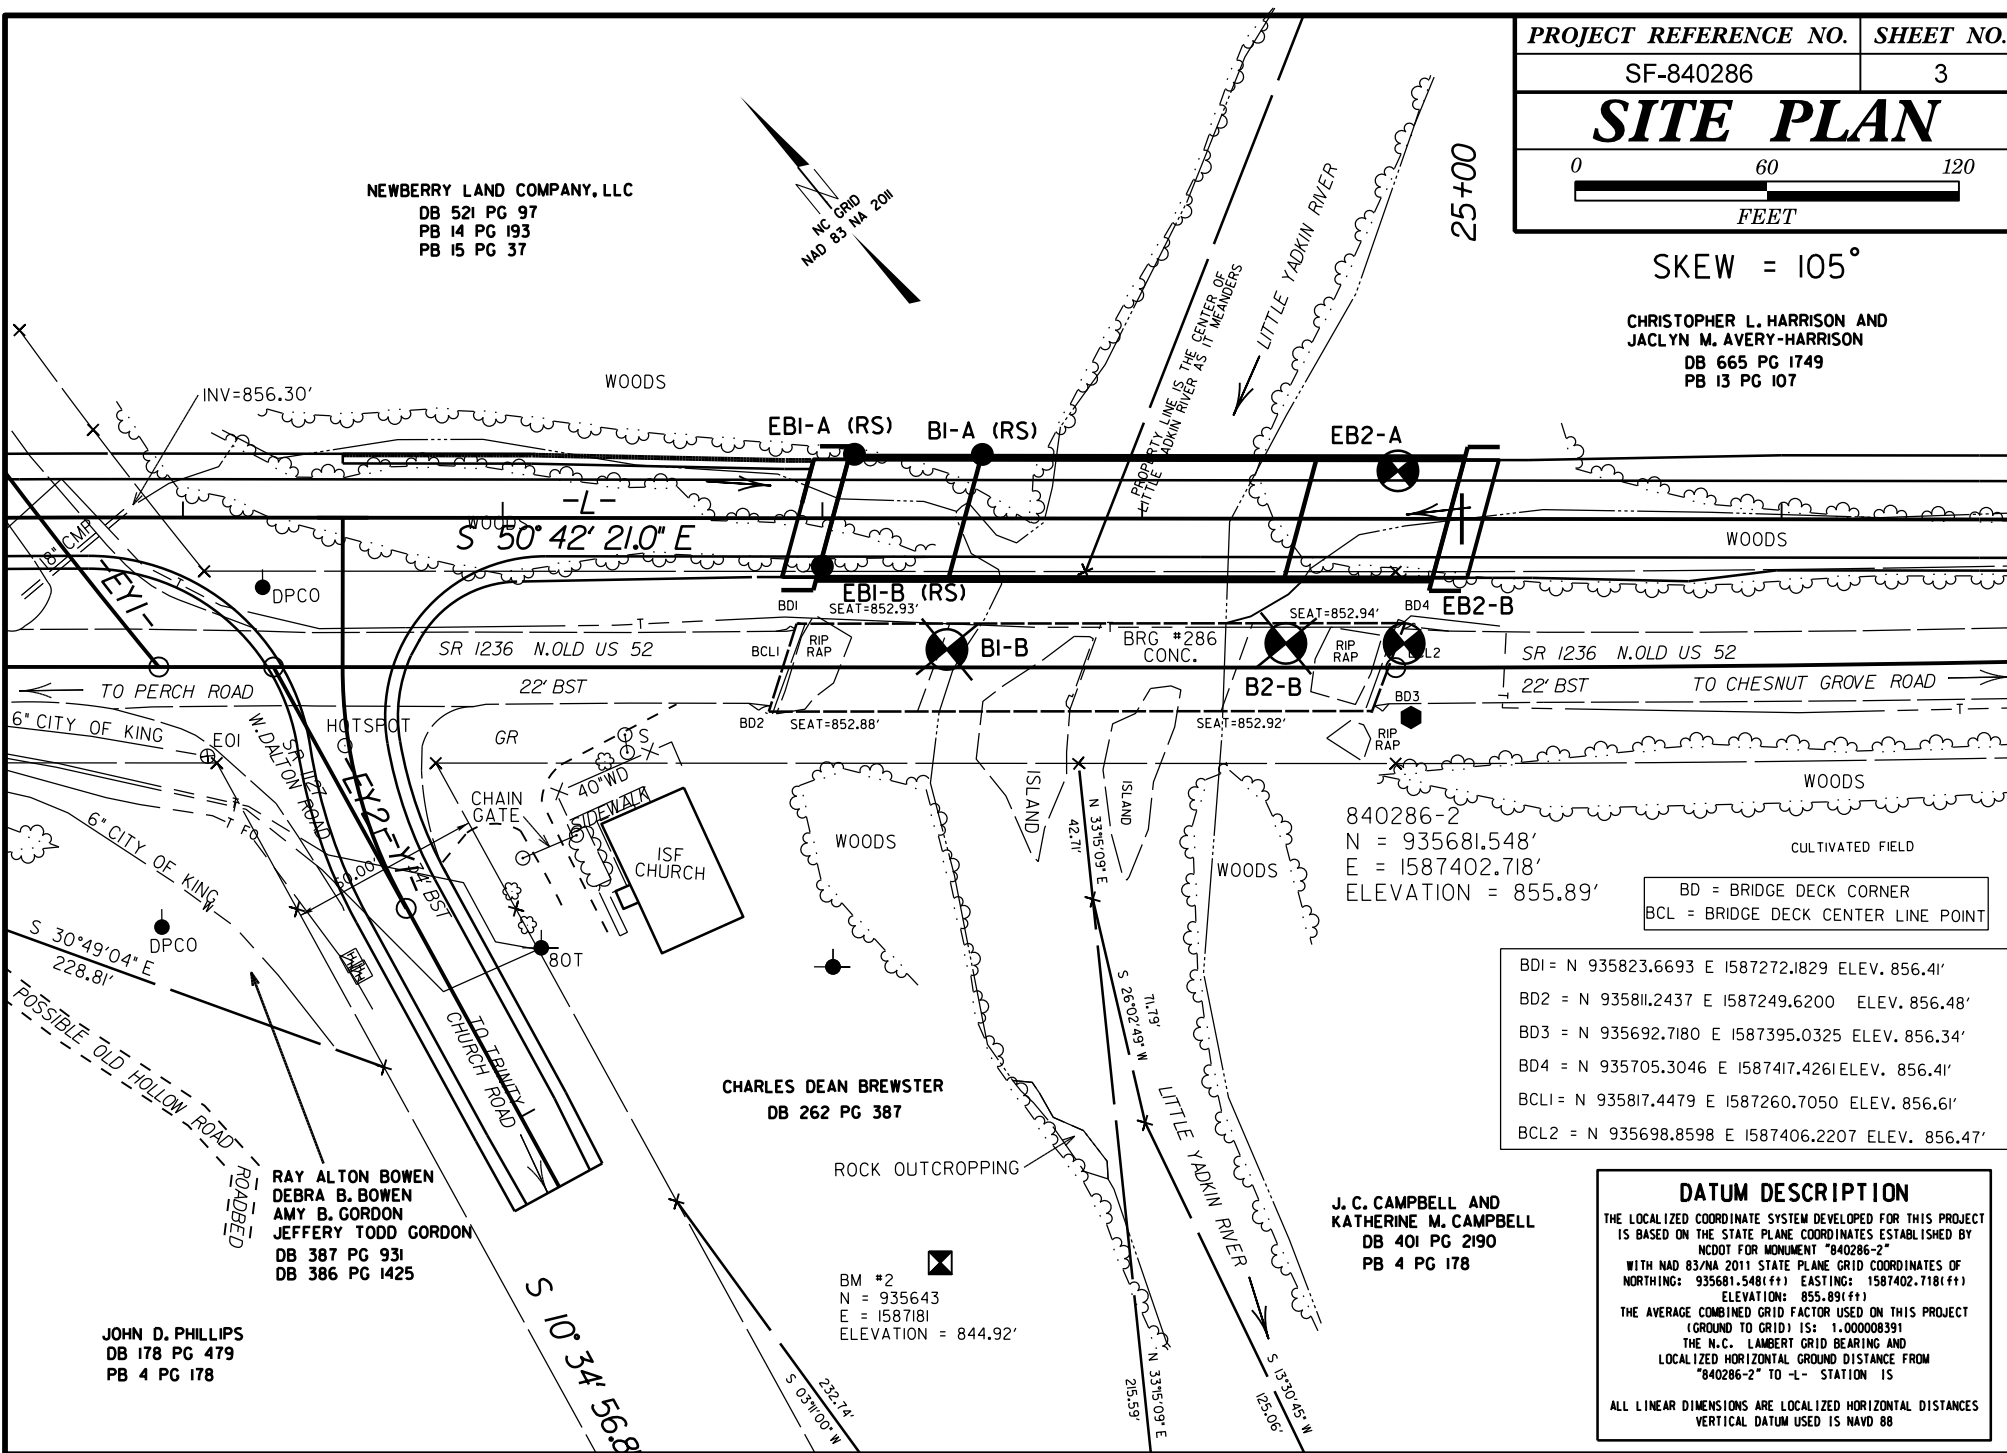 PROJECT REFERENCE NO.
SHEET NO.
SF-840286
3
SITE PLAN
0 60 120
FEET
25+00
SKEW = 105°
NEWBERRY LAND COMPANY, LLC
DB 521 PG 97
PB 14 PG 193
PB 15 PG 37
NC GRID
NAD 83 NA 2011
LITTLE YADKIN RIVER
PROPERTY LINE IS THE CENTER OF
LITTLE YADKIN RIVER AS IT MEANDERS
CHRISTOPHER L. HARRISON AND
JACLYN M. AVERY-HARRISON
DB 665 PG 1749
PB 13 PG 107
INV=856.30'
WOODS
EB1-A (RS)
B1-A (RS)
EB2-A
-L-
WOODS
S 50° 42' 21.0" E
WOODS
18" CMP
-EY1-
T
DPCO
EB1-B (RS)
EB2-B
BD1
SEAT=852.93'
SEAT=852.94'
BD4
T
T
SR 1236 N.OLD US 52
BCL1
RIP
RAP
B1-B
BRG #286
CONC.
RIP
RAP
BCL2
SR 1236 N.OLD US 52
TO PERCH ROAD
22' BST
B2-B
22' BST
TO CHESNUT GROVE ROAD
T
T
BD2
SEAT=852.88'
SEAT=852.92'
BD3
RIP
RAP
6" CITY OF KING
EOI
HOTSPOT
GR
S
SR 1127
W. DALTON ROAD
-EY2-
-Y1-
24' BST
40"WD
CHAIN
GATE
SIDEWALK
ISF
CHURCH
ISLAND
ISLAND
WOODS
WOODS
WOODS
T FO
6" CITY OF KING
W
50.00'
N 33°15'09" E
42.71'
840286-2
N = 935681.548'
E = 1587402.718'
ELEVATION = 855.89'
CULTIVATED FIELD
BD = BRIDGE DECK CORNER
BCL = BRIDGE DECK CENTER LINE POINT
DPCO
80T
S 30°49'04" E
228.81'
71.79'
S 26°02'49" W
BD1 = N 935823.6693 E 1587272.1829 ELEV. 856.41'
BD2 = N 935811.2437 E 1587249.6200 ELEV. 856.48'
BD3 = N 935692.7180 E 1587395.0325 ELEV. 856.34'
BD4 = N 935705.3046 E 1587417.4261 ELEV. 856.41'
BCL1 = N 935817.4479 E 1587260.7050 ELEV. 856.61'
BCL2 = N 935698.8598 E 1587406.2207 ELEV. 856.47'
POSSIBLE OLD HOLLOW ROAD
ROADBED
TO TRINITY
CHURCH ROAD
CHARLES DEAN BREWSTER
DB 262 PG 387
LITTLE YADKIN RIVER
ROCK OUTCROPPING
RAY ALTON BOWEN
DEBRA B. BOWEN
AMY B. GORDON
JEFFERY TODD GORDON
DB 387 PG 931
DB 386 PG 1425
J. C. CAMPBELL AND
KATHERINE M. CAMPBELL
DB 401 PG 2190
PB 4 PG 178
BM #2
N = 935643
E = 1587181
ELEVATION = 844.92'
JOHN D. PHILLIPS
DB 178 PG 479
PB 4 PG 178
S 10° 34' 56.8"
232.74'
S 03°11'00" W
N 33°15'09" E
215.59'
S 13°30'45" W
125.06'
DATUM DESCRIPTION
THE LOCALIZED COORDINATE SYSTEM DEVELOPED FOR THIS PROJECT
IS BASED ON THE STATE PLANE COORDINATES ESTABLISHED BY
NCDOT FOR MONUMENT "840286-2"
WITH NAD 83/NA 2011 STATE PLANE GRID COORDINATES OF
NORTHING: 935681.548(ft) EASTING: 1587402.718(ft)
ELEVATION: 855.89(ft)
THE AVERAGE COMBINED GRID FACTOR USED ON THIS PROJECT
(GROUND TO GRID) IS: 1.000008391
THE N.C. LAMBERT GRID BEARING AND
LOCALIZED HORIZONTAL GROUND DISTANCE FROM
"840286-2" TO -L- STATION IS
ALL LINEAR DIMENSIONS ARE LOCALIZED HORIZONTAL DISTANCES
VERTICAL DATUM USED IS NAVD 88